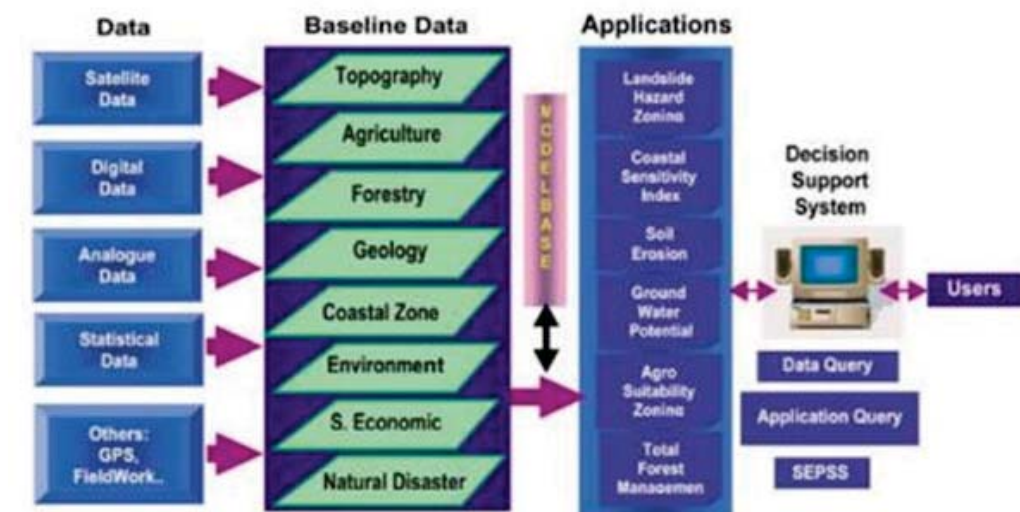 Data
Baseline Data
Applications
Satellite
Data
Digital
Data
Analogue
Data
Statistical
Data
Others:
GPS,
FieldWork..
Topography
Agriculture
Forestry
Geology
Coastal Zone
Environment
S. Economic
Natural Disaster
MODELBASE
Landslide
Hazard
Zoning
Coastal
Sensitivity
Index
Soil
Erosion
Ground
Water
Potential
Agro
Suitability
Zoning
Total
Forest
Managemen
Decision
Support
System
Data Query
Application Query
SEPSS
Users